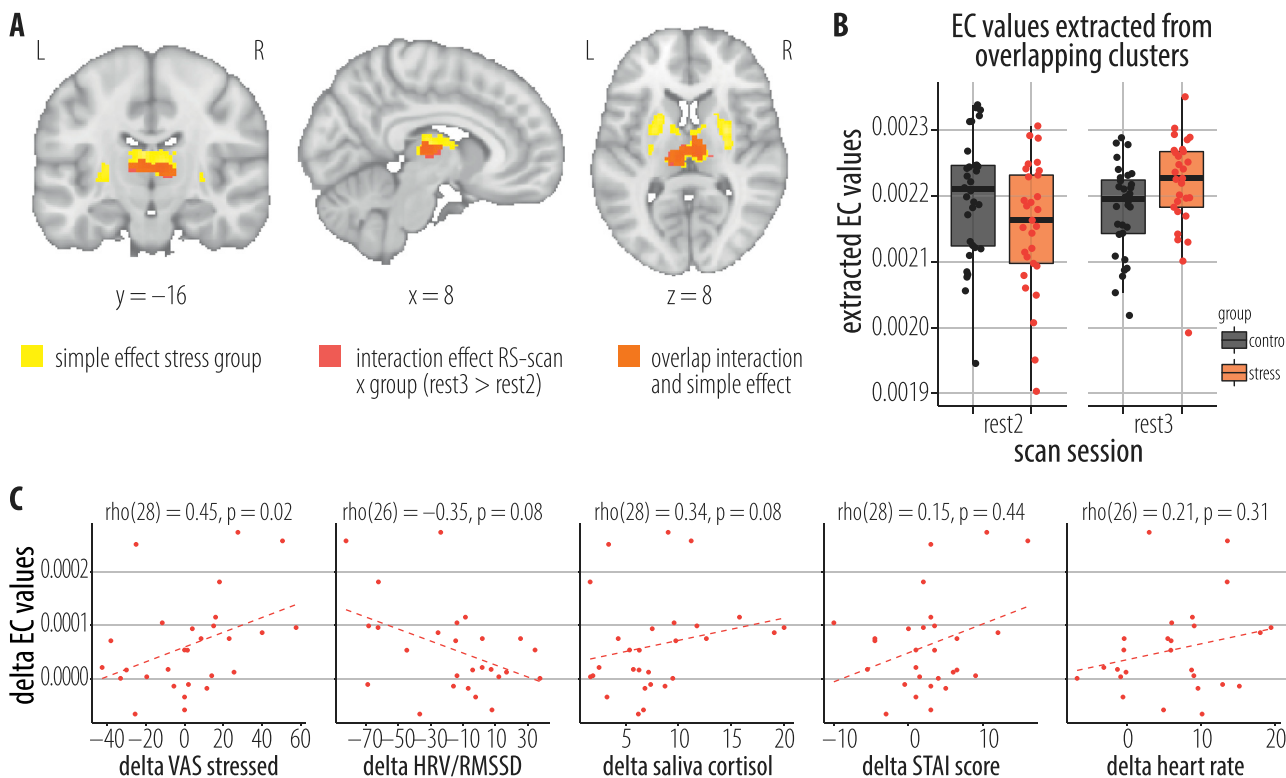 A
L
R
L
R
y = −16
x = 8
z = 8
simple effect stress group
interaction effect RS-scan
x group (rest3 > rest2)
overlap interaction
and simple effect
B
EC values extracted from
overlapping clusters
extracted EC values
0.0023
0.0022
0.0021
0.0020
0.0019
rest2
rest3
scan session
group
contro
stress
C
rho(28) = 0.45, p = 0.02
rho(26) = −0.35, p = 0.08
rho(28) = 0.34, p = 0.08
rho(28) = 0.15, p = 0.44
rho(26) = 0.21, p = 0.31
delta EC values
0.0002
0.0001
0.0000
−40 −20 0 20 40 60
−70 −50 −30 −10 10 30
5 10 15 20
−10 0 10
0 10 20
delta VAS stressed
delta HRV/RMSSD
delta saliva cortisol
delta STAI score
delta heart rate